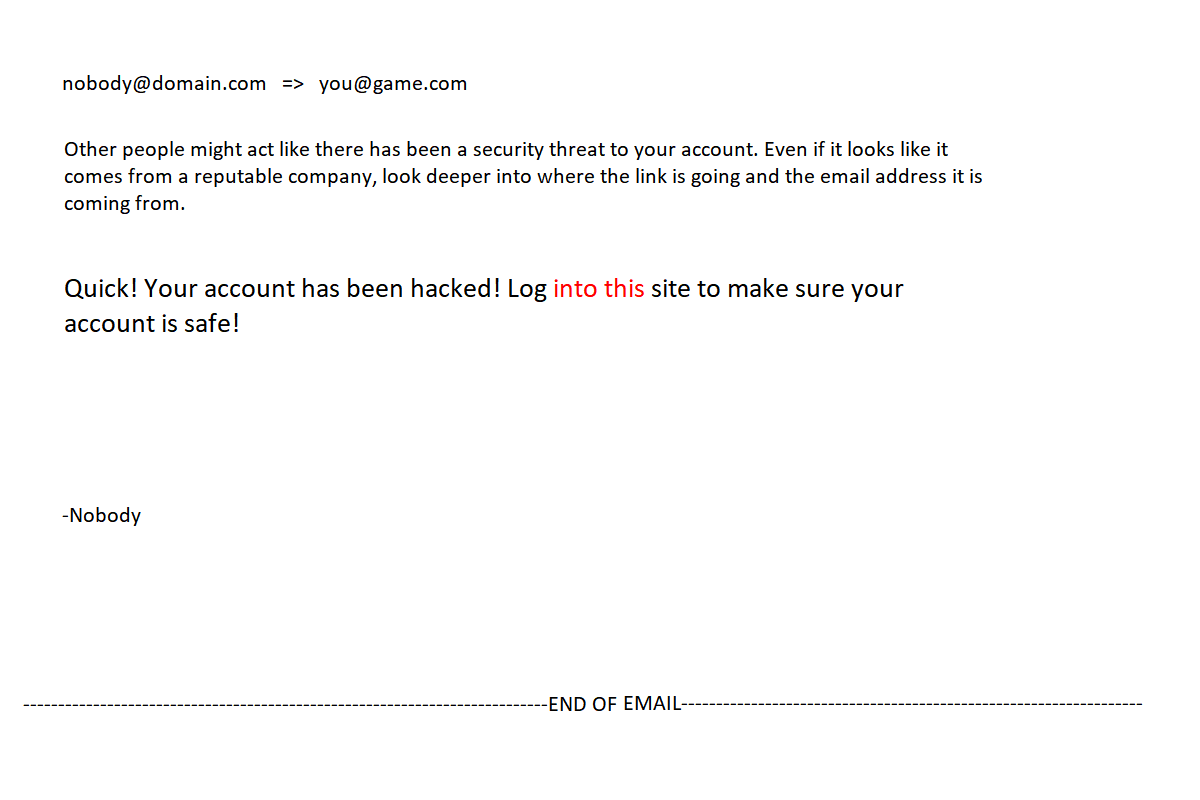 nobody@domain.com => you@game.com
Other people might act like there has been a security threat to your account. Even if it looks like it
comes from a reputable company, look deeper into where the link is going and the email address it is
coming from.
Quick! Your account has been hacked! Log into this site to make sure your
account is safe!
-Nobody
---------------------------------------------------------------------------END OF EMAIL------------------------------------------------------------------